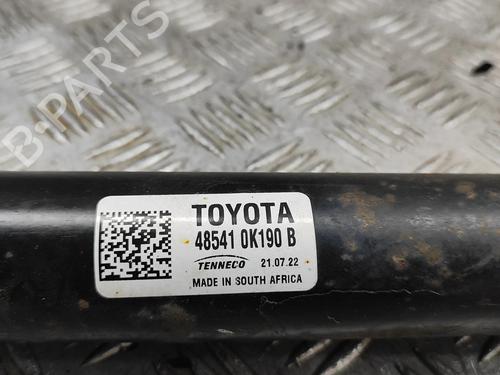 B-PARTS
TOYOTA
48541 0K190 B
TENNECO 21.07.22
MADE IN SOUTH AFRICA